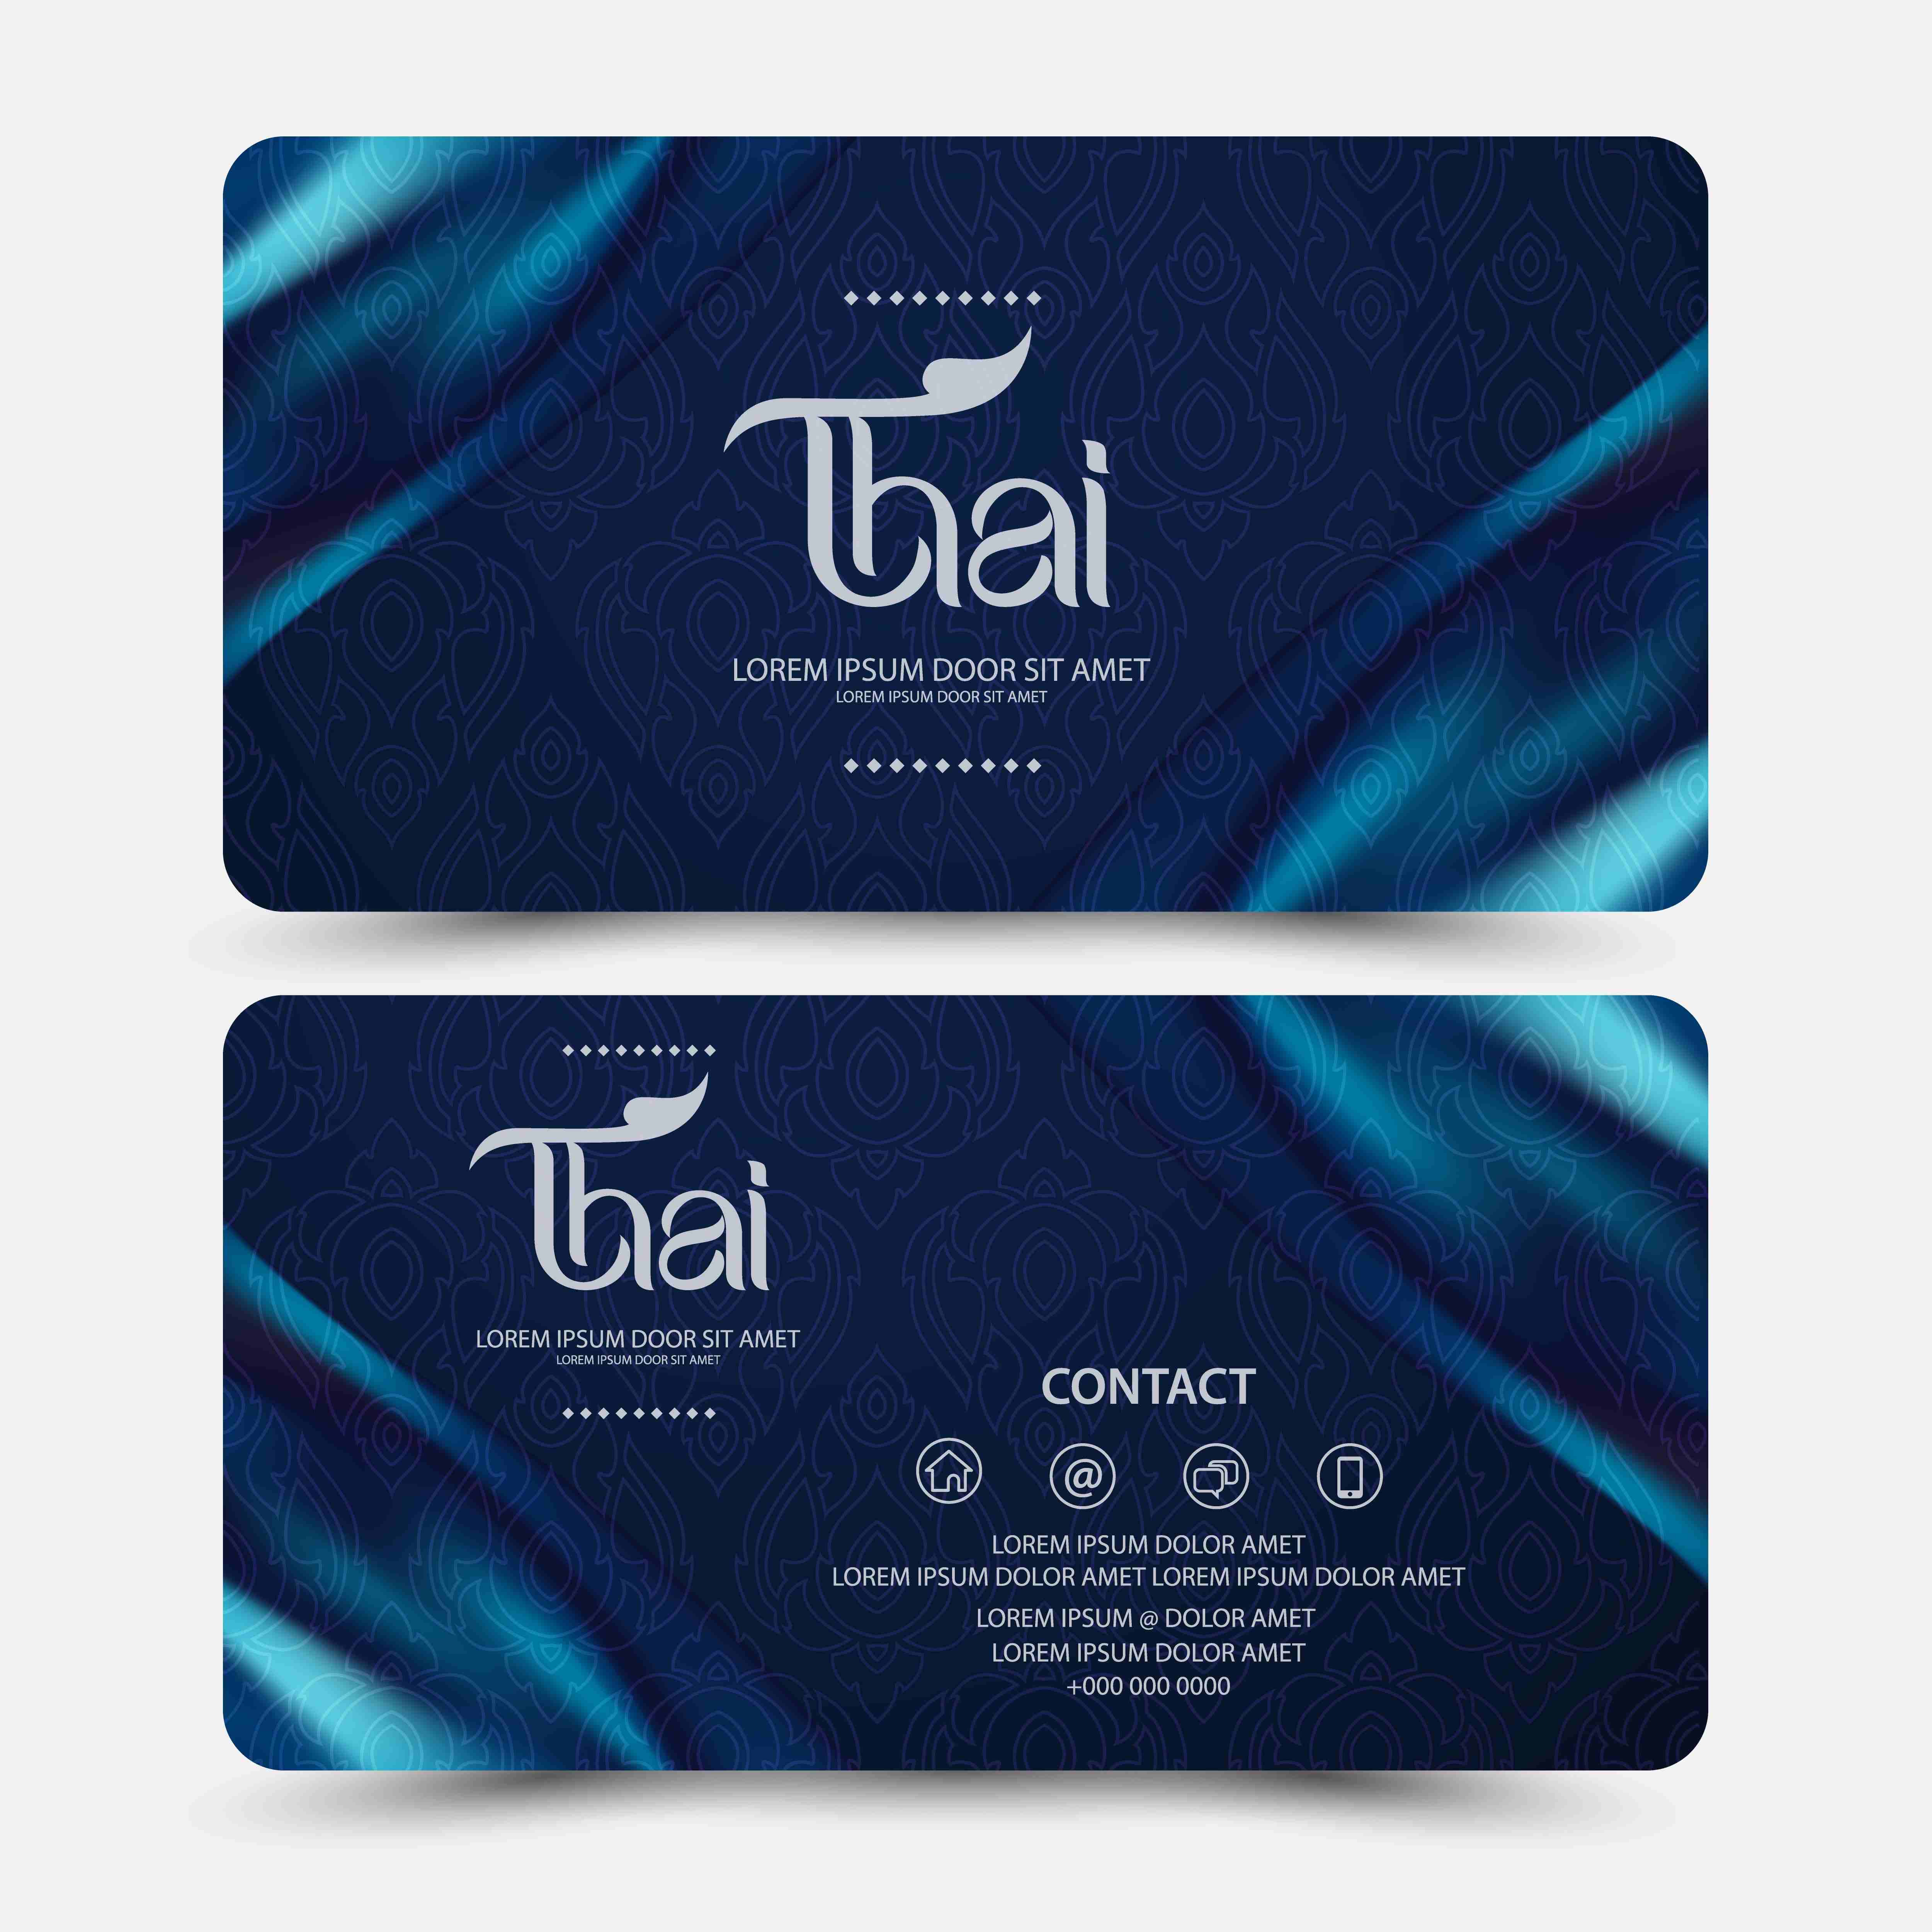 Thai
LOREM IPSUM DOOR SIT AMET
LOREM IPSUM DOOR SIT AMET
Thai
LOREM IPSUM DOOR SIT AMET
LOREM IPSUM DOOR SIT AMET
CONTACT
@
LOREM IPSUM DOLOR AMET
LOREM IPSUM DOLOR AMET LOREM IPSUM DOLOR AMET
LOREM IPSUM @ DOLOR AMET
LOREM IPSUM DOLOR AMET
+000 000 0000